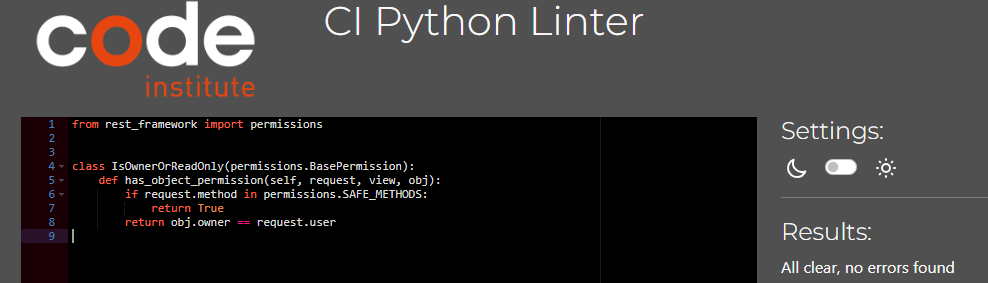 code
institute
CI Python Linter
1 from rest_framework import permissions
2
3
4 class IsOwnerOrReadOnly(permissions.BasePermission):
5     def has_object_permission(self, request, view, obj):
6         if request.method in permissions.SAFE_METHODS:
7             return True
8         return obj.owner == request.user
9
Settings:
Results:
All clear, no errors found